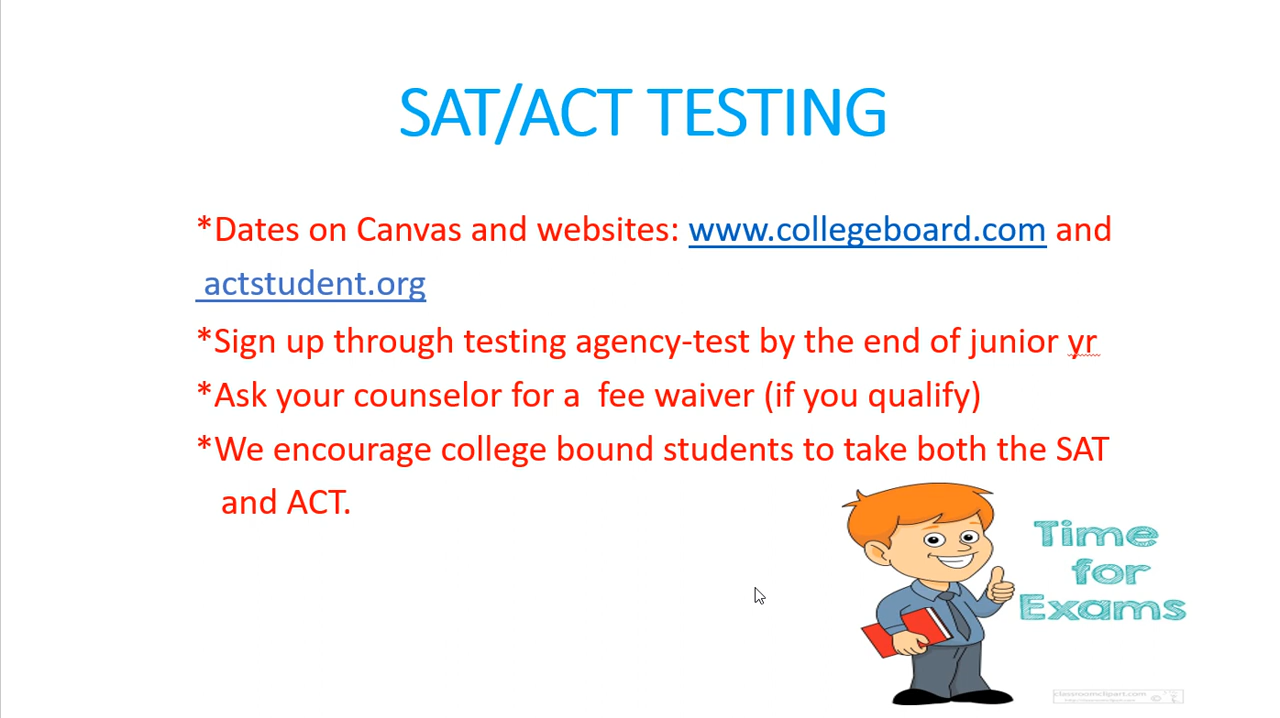 SAT/ACT TESTING
*Dates on Canvas and websites: www.collegeboard.com and
actstudent.org
*Sign up through testing agency-test by the end of junior yr
*Ask your counselor for a  fee waiver (if you qualify)
*We encourage college bound students to take both the SAT
and ACT.
Time
for
Exams
classroomclipart.com